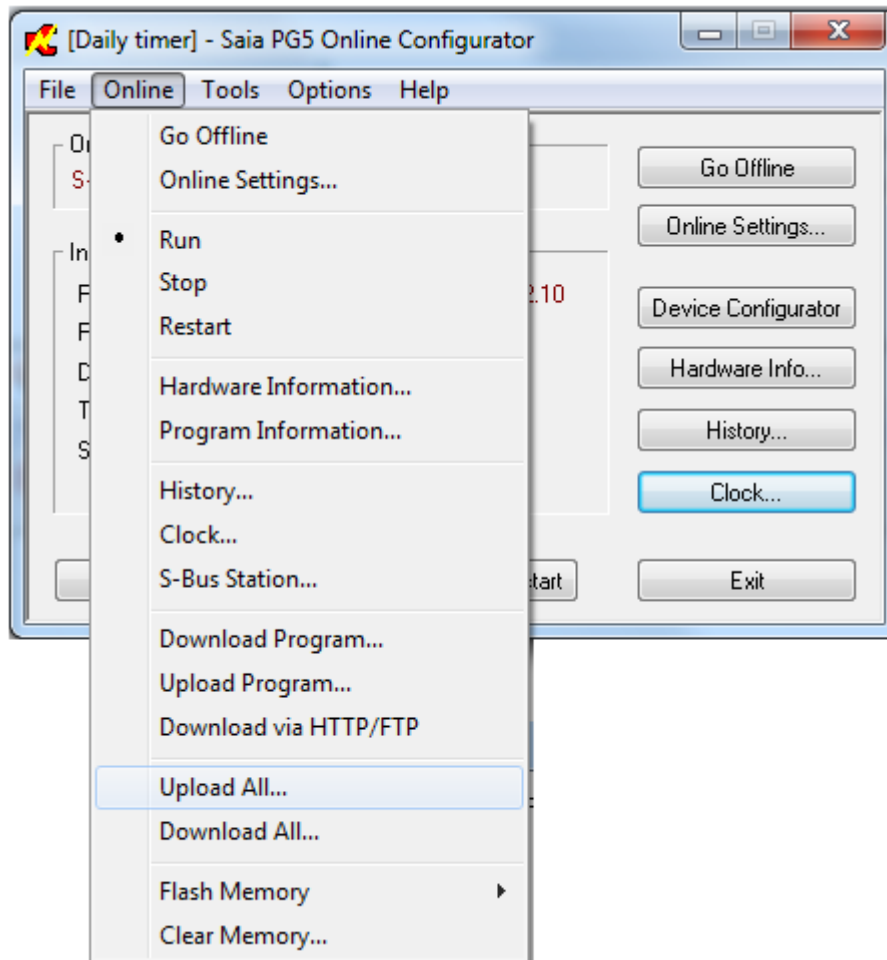 [Daily timer] - Saia PG5 Online Configurator
File Online Tools Options Help
Go Offline
Online Settings...
Run
Stop
Restart
Hardware Information...
Program Information...
History...
Clock...
S-Bus Station...
Download Program...
Upload Program...
Download via HTTP/FTP
Upload All...
Download All...
Flash Memory
Clear Memory...
Go Offline
Online Settings...
Device Configurator
Hardware Info...
History...
Clock...
Exit